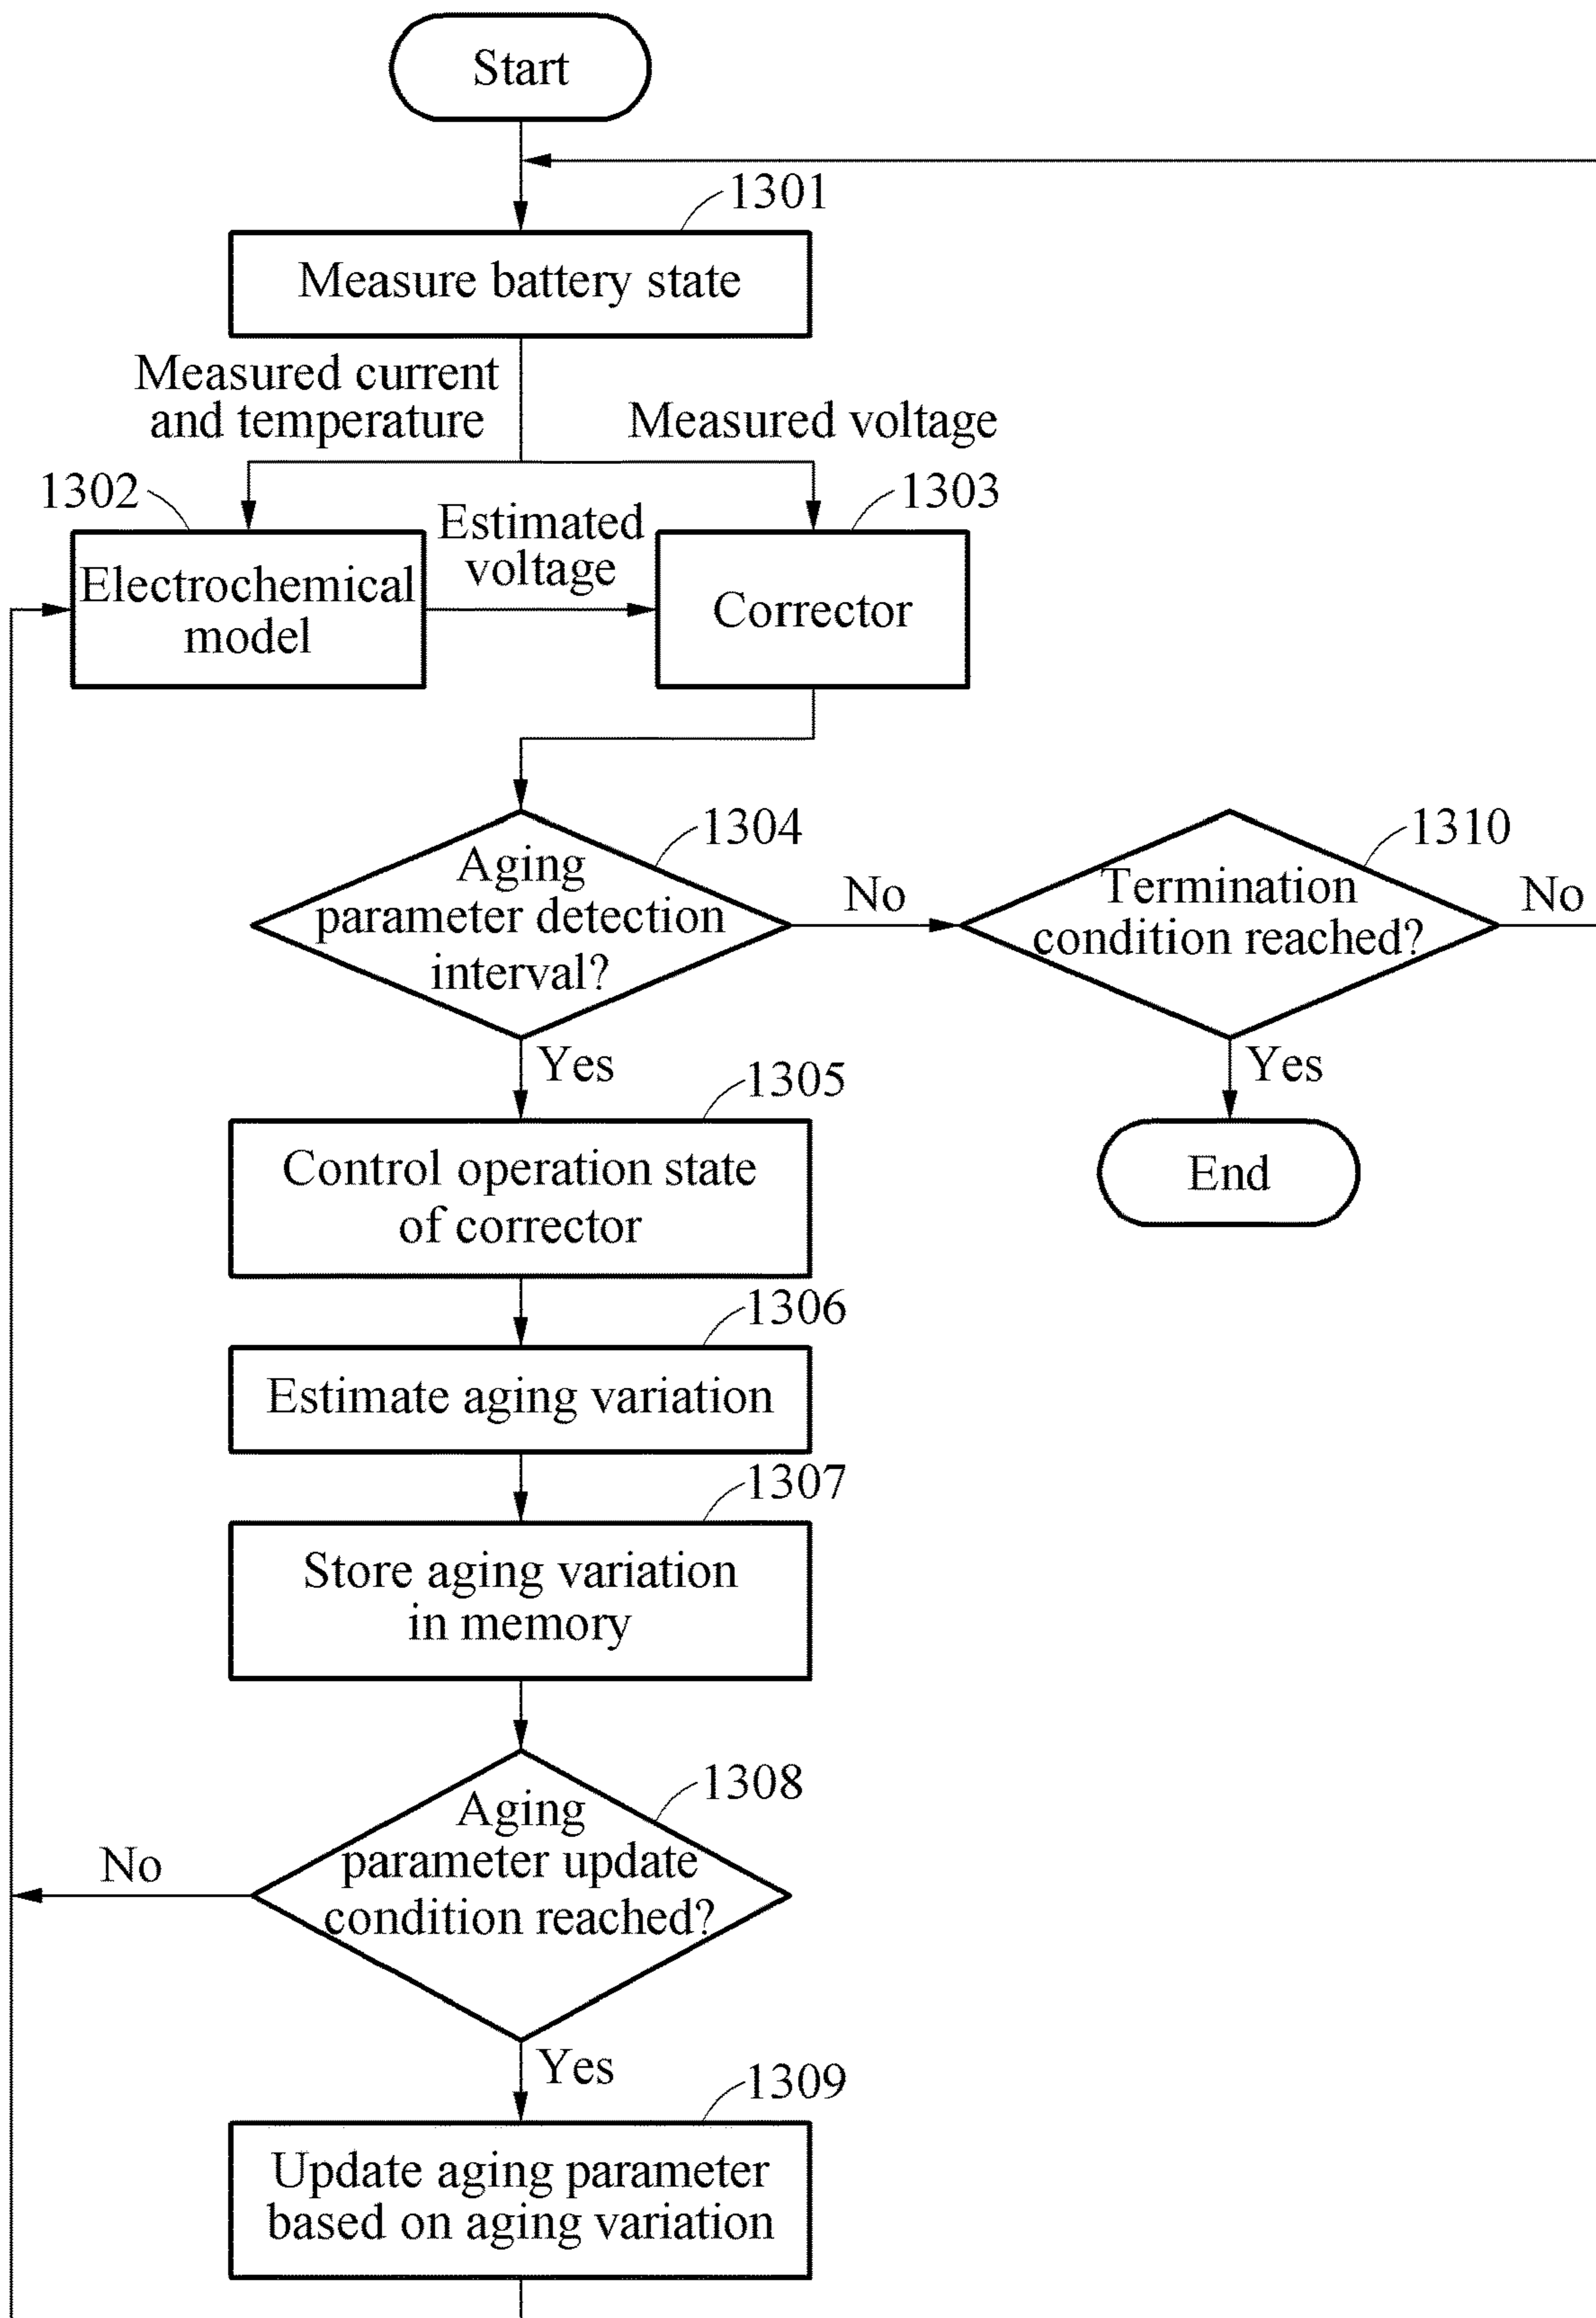 Start
1301
Measure battery state
Measured current
and temperature
Measured voltage
1302
1303
Estimated
voltage
Electrochemical
model
Corrector
1304
1310
Aging
parameter detection
interval?
No
Termination
condition reached?
No
Yes
Yes
1305
Control operation state
of corrector
End
1306
Estimate aging variation
1307
Store aging variation
in memory
1308
Aging
parameter update
condition reached?
No
Yes
1309
Update aging parameter
based on aging variation